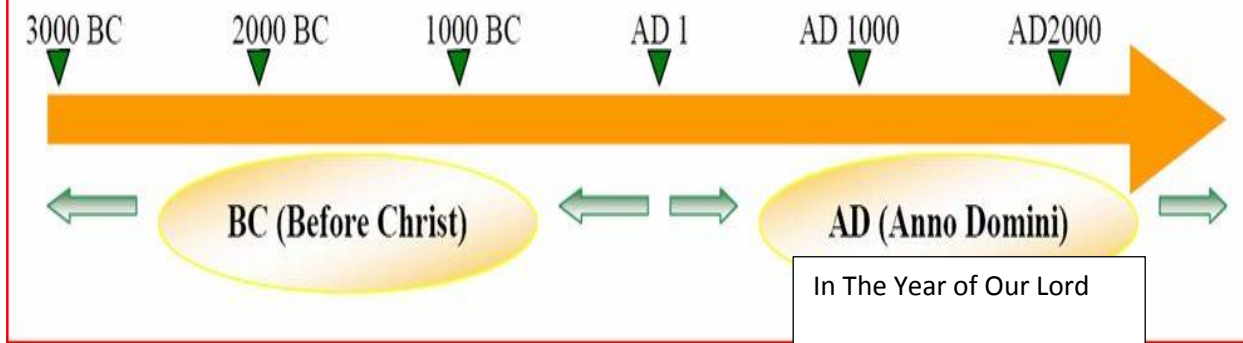 3000 BC 2000 BC 1000 BC AD 1 AD 1000 AD2000
BC (Before Christ) AD (Anno Domini)
In The Year of Our Lord